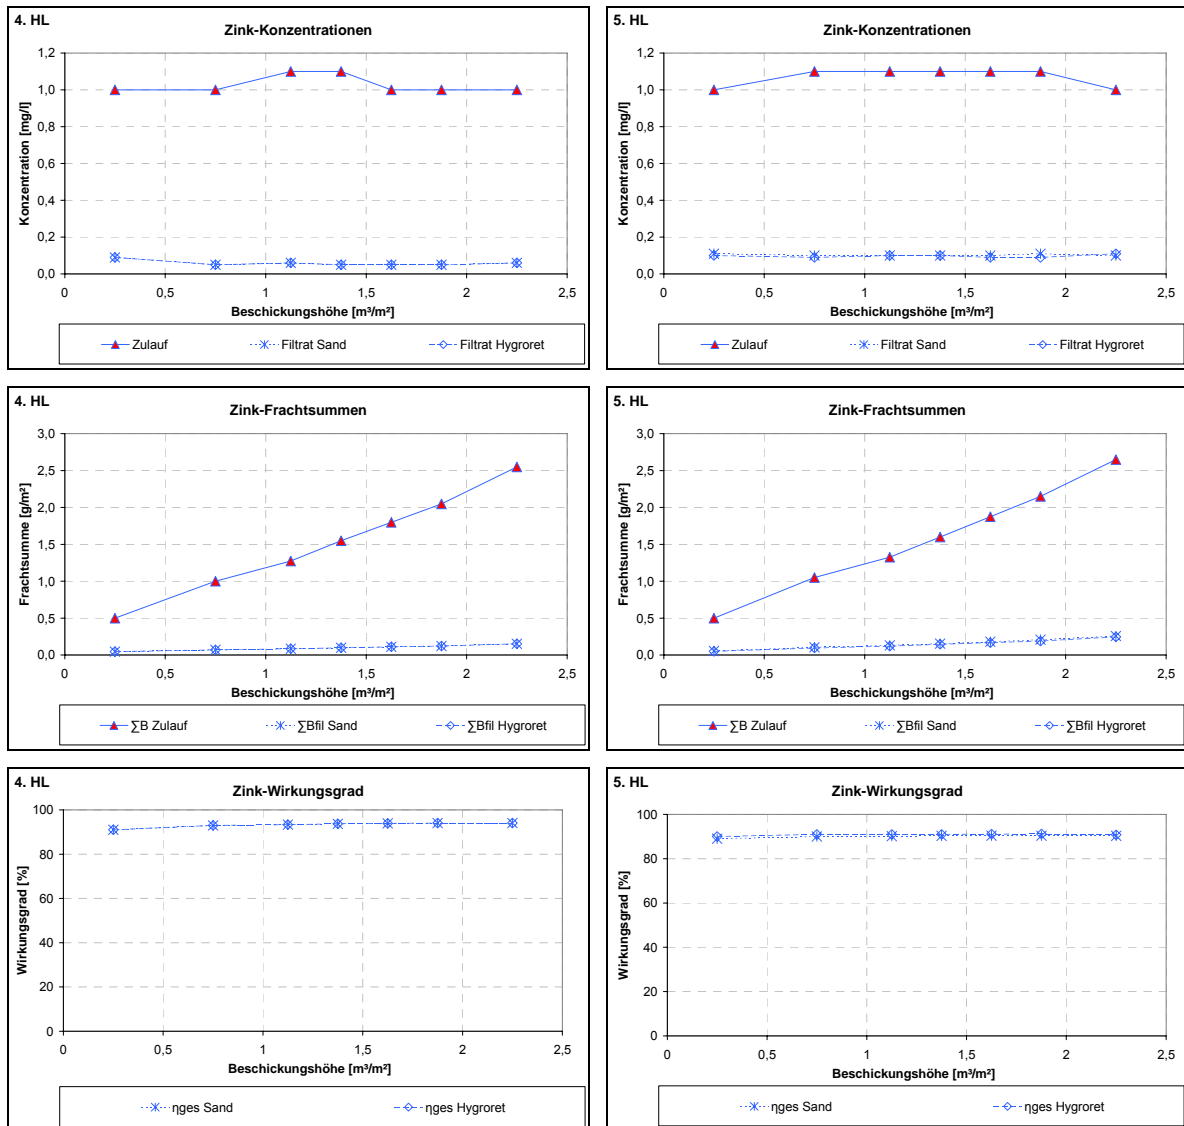 4. HL
Zink-Konzentrationen
Konzentration [mg/l]
1,2
1,0
0,8
0,6
0,4
0,2
0,0
0 0,5 1 1,5 2 2,5
Beschickungshöhe [m³/m²]
Zulauf Filtrat Sand Filtrat Hygroret
5. HL
Zink-Konzentrationen
Konzentration [mg/l]
1,2
1,0
0,8
0,6
0,4
0,2
0,0
0 0,5 1 1,5 2 2,5
Beschickungshöhe [m³/m²]
Zulauf Filtrat Sand Filtrat Hygroret
4. HL
Zink-Frachtsummen
Frachtsumme [g/m²]
3,0
2,5
2,0
1,5
1,0
0,5
0,0
0 0,5 1 1,5 2 2,5
Beschickungshöhe [m³/m²]
∑B Zulauf ∑Bfil Sand ∑Bfil Hygroret
5. HL
Zink-Frachtsummen
Frachtsumme [g/m²]
3,0
2,5
2,0
1,5
1,0
0,5
0,0
0 0,5 1 1,5 2 2,5
Beschickungshöhe [m³/m²]
∑B Zulauf ∑Bfil Sand ∑Bfil Hygroret
4. HL
Zink-Wirkungsgrad
Wirkungsgrad [%]
100
80
60
40
20
0
0 0,5 1 1,5 2 2,5
Beschickungshöhe [m³/m²]
ηges Sand ηges Hygroret
5. HL
Zink-Wirkungsgrad
Wirkungsgrad [%]
100
80
60
40
20
0
0 0,5 1 1,5 2 2,5
Beschickungshöhe [m³/m²]
ηges Sand ηges Hygroret